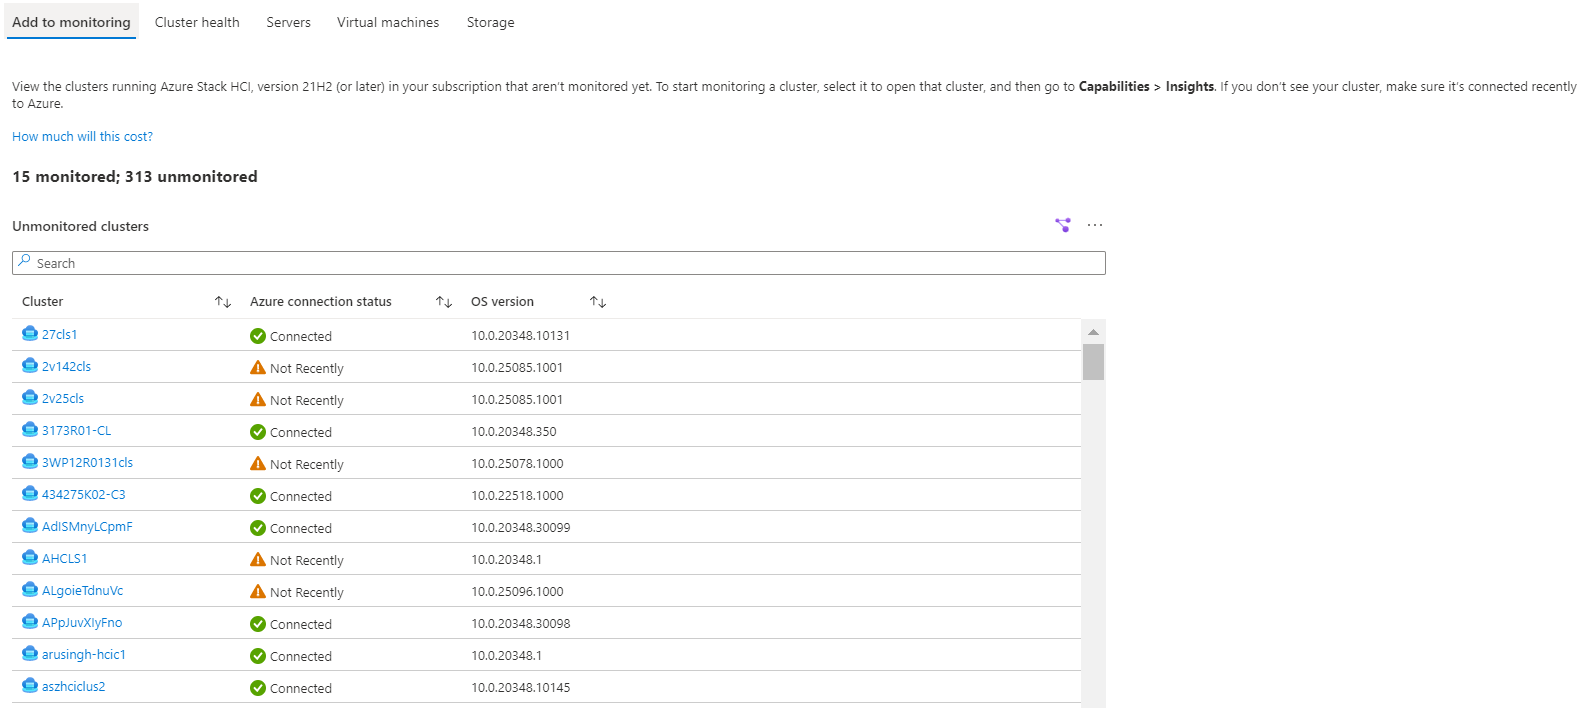 Add to monitoring Cluster health Servers Virtual machines Storage
View the clusters running Azure Stack HCI, version 21H2 (or later) in your subscription that aren't monitored yet. To start monitoring a cluster, select it to open that cluster, and then go to Capabilities > Insights. If you don't see your cluster, make sure it's connected recently
to Azure.
How much will this cost?
15 monitored; 313 unmonitored
Unmonitored clusters
Search
Cluster Azure connection status OS version
27cls1 Connected 10.0.20348.10131
2v142cls Not Recently 10.0.25085.1001
2v25cls Not Recently 10.0.25085.1001
3173R01-CL Connected 10.0.20348.350
3WP12R0131cls Not Recently 10.0.25078.1000
434275K02-C3 Connected 10.0.22518.1000
AdISMnyLCpmF Connected 10.0.20348.30099
AHCLS1 Not Recently 10.0.20348.1
ALgoieTdnuVc Not Recently 10.0.25096.1000
APpJuvXIyFno Connected 10.0.20348.30098
arusingh-hcic1 Connected 10.0.20348.1
aszhciclus2 Connected 10.0.20348.10145